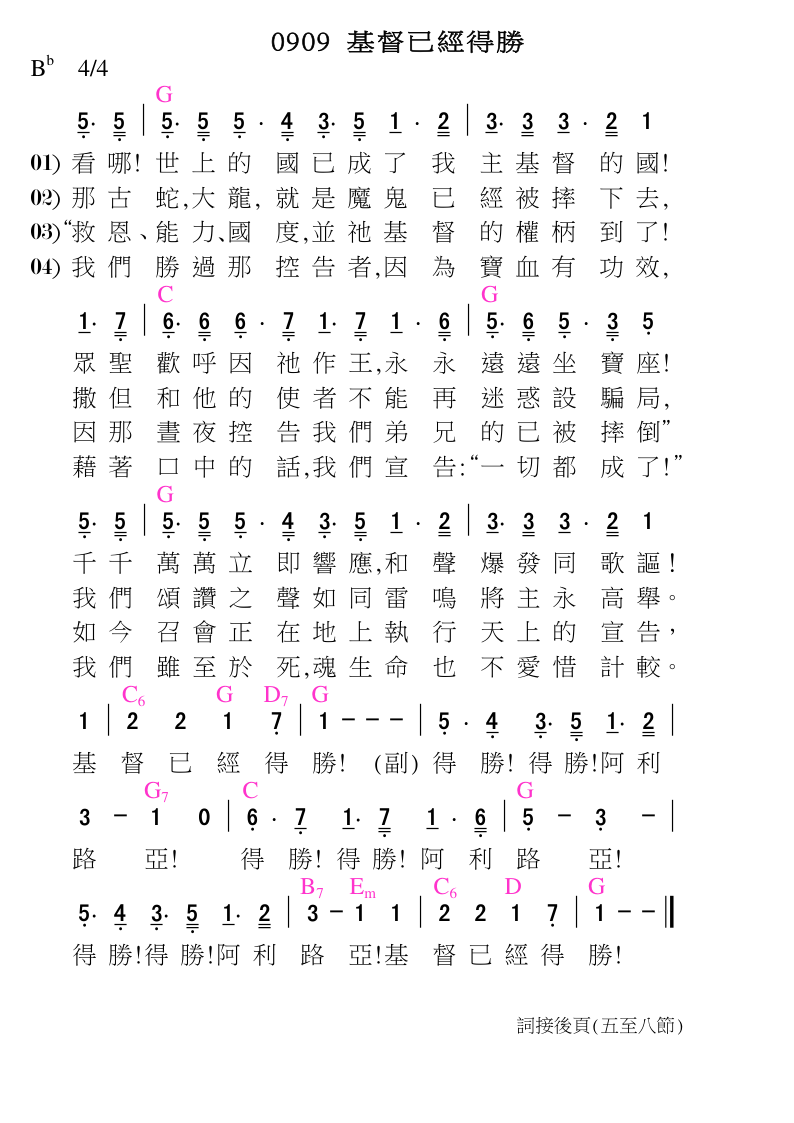 0909 基督已經得勝
Bb 4/4
G
5· 5 | 5· 5 5 · 4 3· 5 1 · 2 | 3· 3 3 · 2 1
01) 看哪! 世上的 國已成了 我 主基督 的國!
02) 那古 蛇,大龍, 就是魔鬼 已 經被摔 下去,
03)“救恩、能力、國 度,並祂基 督 的權柄 到了!
04) 我們 勝過那 控告者,因 為 寶血有 功效,
C G
1· 7 | 6· 6 6 · 7 1· 7 1 · 6 | 5· 6 5 · 3 5
眾聖 歡呼因 祂作王,永 永 遠遠坐 寶座!
撒但 和他的 使者不能 再 迷惑設 騙局,
因那 晝夜控 告我們弟 兄 的已被 摔倒”
藉著 口中的 話,我們宣 告:“一切都 成了!”
G
5· 5 | 5· 5 5 · 4 3· 5 1 · 2 | 3· 3 3 · 2 1
千千 萬萬立 即響應,和 聲 爆發同 歌謳!
我們 頌讚之 聲如同雷 鳴 將主永 高舉。
如今 召會正 在地上執 行 天上的 宣告,
我們 雖至於 死,魂生命 也 不愛惜 計較。
C6 G D7 G
1 | 2 2 1 7 | 1 - - - | 5 · 4 3· 5 1· 2 |
基 督 已 經 得 勝! (副) 得 勝! 得勝!阿利
G7 C G
3 - 1 0 | 6 · 7 1· 7 1 · 6 | 5 - 3 - |
路 亞! 得 勝! 得勝! 阿 利 路 亞!
B7 Em C6 D G
5· 4 3· 5 1· 2 | 3 - 1 1 | 2 2 1 7 | 1 - - ‖
得勝!得勝!阿利 路 亞!基 督已經得 勝!
詞接後頁(五至八節)